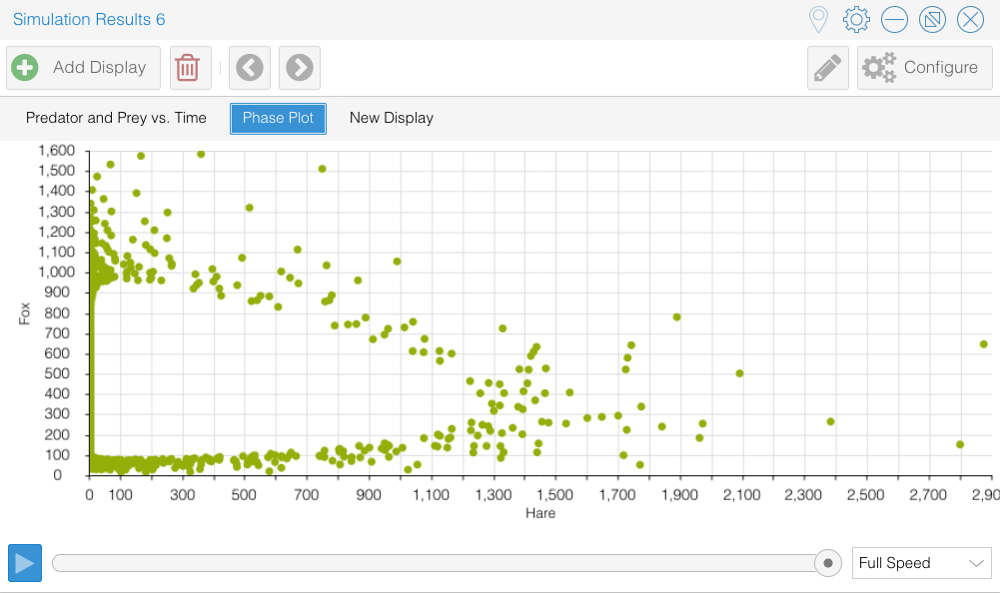 Simulation Results 6
Add Display
Configure
Predator and Prey vs. Time
Phase Plot
New Display
1,600
1,500
1,400
1,300
1,200
1,100
1,000
900
800
700
600
500
400
300
200
100
0
Fox
0 100 300 500 700 900 1,100 1,300 1,500 1,700 1,900 2,100 2,300 2,500 2,700 2,90
Hare
Full Speed